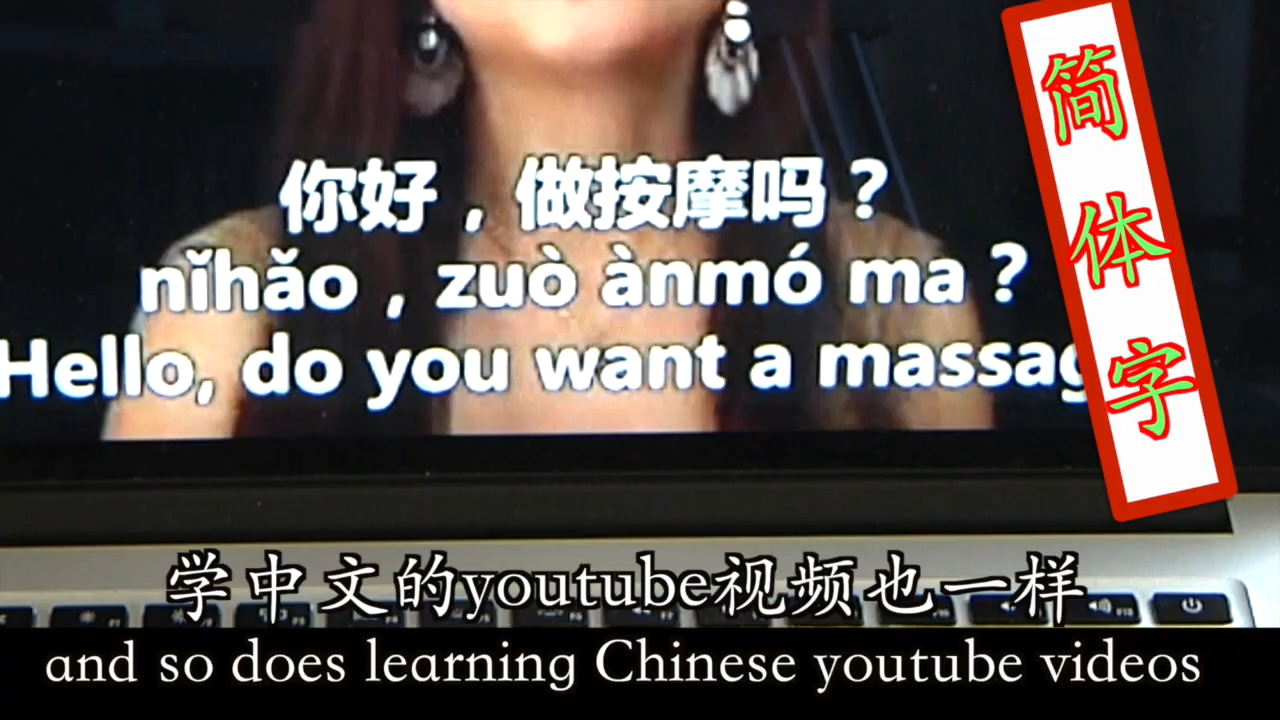 你好，做按摩吗？
nǐhǎo，zuò ànmó ma？
Hello, do you want a massag
简体字
学中文的youtube视频也一样
and so does learning Chinese youtube videos